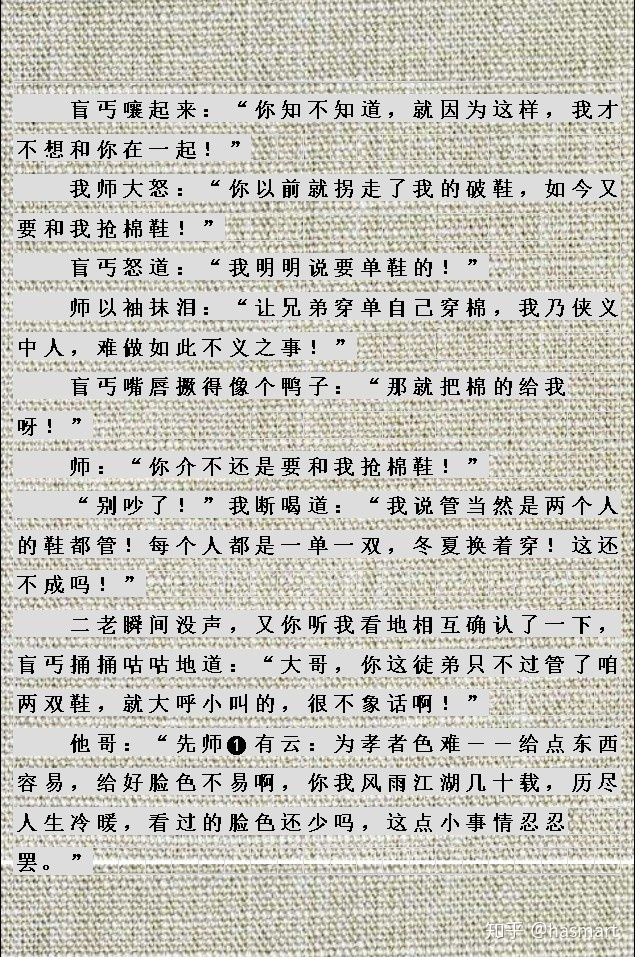 盲丐嚷起来：“你知不知道，就因为这样，我才
不想和你在一起！”
我师大怒：“你以前就拐走了我的破鞋，如今又
要和我抢棉鞋！”
盲丐怒道：“我明明说要单鞋的！”
师以袖抹泪：“让兄弟穿单自己穿棉，我乃侠义
中人，难做如此不义之事！”
盲丐嘴唇撅得像个鸭子：“那就把棉的给我
呀！”
师：“你介不还是要和我抢棉鞋！”
“别吵了！”我断喝道：“我说管当然是两个人
的鞋都管！每个人都是一单一双，冬夏换着穿！这还
不成吗！”
二老瞬间没声，又你听我看地相互确认了一下，
盲丐捅捅咕咕地道：“大哥，你这徒弟只不过管了咱
两双鞋，就大呼小叫的，很不象话啊！”
他哥：“先师❶有云：为孝者色难——给点东西
容易，给好脸色不易啊，你我风雨江湖几十载，历尽
人生冷暖，看过的脸色还少吗，这点小事情忍忍
罢。”
知乎 @hasmart